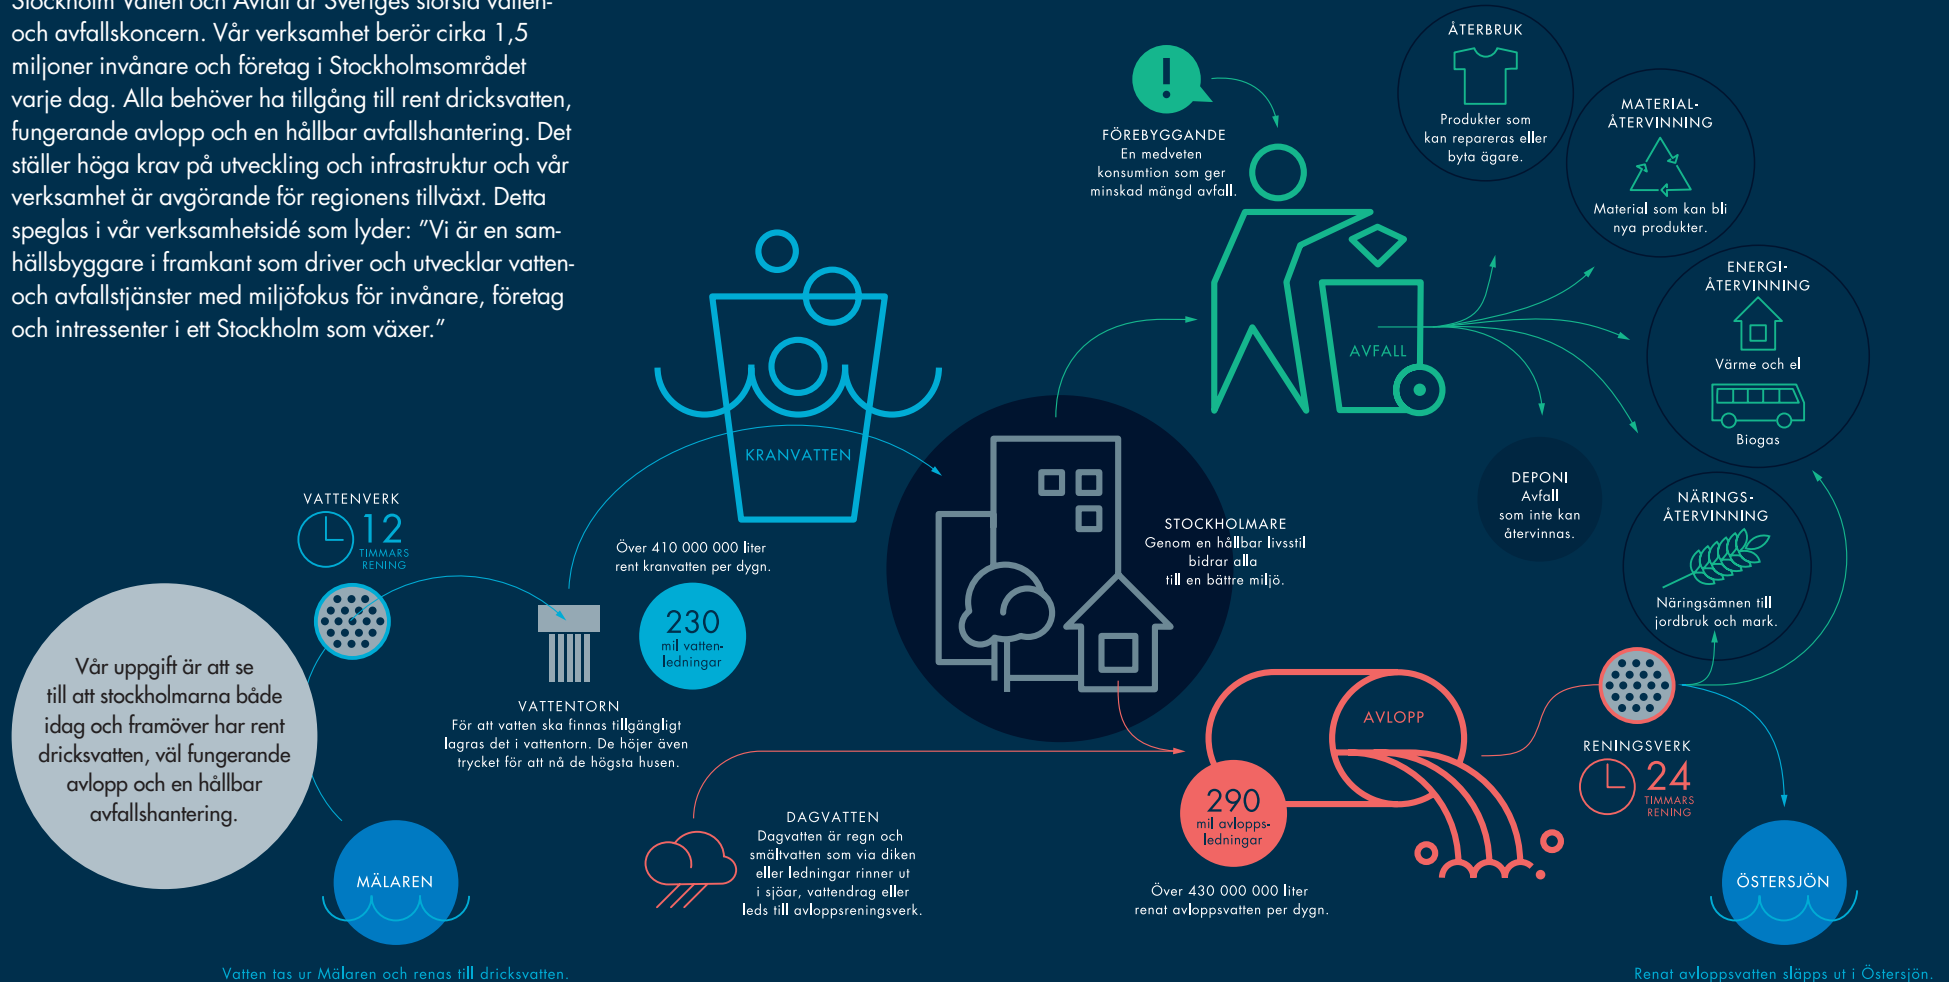 Stockholm Vatten och Avfall är Sveriges största vatten-
och avfallskoncern. Vår verksamhet berör cirka 1,5
miljoner invånare och företag i Stockholmsområdet
varje dag. Alla behöver ha tillgång till rent dricksvatten,
fungerande avlopp och en hållbar avfallshantering. Det
ställer höga krav på utveckling och infrastruktur och vår
verksamhet är avgörande för regionens tillväxt. Detta
speglas i vår verksamhetsidé som lyder: ”Vi är en sam-
hällsbyggare i framkant som driver och utvecklar vatten-
och avfallstjänster med miljöfokus för invånare, företag
och intressenter i ett Stockholm som växer.”
FÖREBYGGANDE
En medveten
konsumtion som ger
minskad mängd avfall.
ÅTERBRUK
Produkter som
kan repareras eller
byta ägare.
MATERIAL-
ÅTERVINNING
Material som kan bli
nya produkter.
ENERGI-
ÅTERVINNING
Värme och el
Biogas
AVFALL
DEPONI
Avfall
som inte kan
återvinnas.
NÄRINGS-
ÅTERVINNING
Näringsämnen till
jordbruk och mark.
KRANVATTEN
VATTENVERK
12
TIMMARS
RENING
Över 410 000 000 liter
rent kranvatten per dygn.
230
mil vatten-
ledningar
STOCKHOLMARE
Genom en hållbar livsstil
bidrar alla
till en bättre miljö.
Vår uppgift är att se
till att stockholmarna både
idag och framöver har rent
dricksvatten, väl fungerande
avlopp och en hållbar
avfallshantering.
VATTENTORN
För att vatten ska finnas tillgängligt
lagras det i vattentorn. De höjer även
trycket för att nå de högsta husen.
AVLOPP
290
mil avlopps-
ledningar
Över 430 000 000 liter
renat avloppsvatten per dygn.
RENINGSVERK
24
TIMMARS
RENING
DAGVATTEN
Dagvatten är regn och
smältvatten som via diken
eller ledningar rinner ut
i sjöar, vattendrag eller
leds till avloppsreningsverk.
MÄLAREN
ÖSTERSJÖN
Vatten tas ur Mälaren och renas till dricksvatten.
Renat avloppsvatten släpps ut i Östersjön.